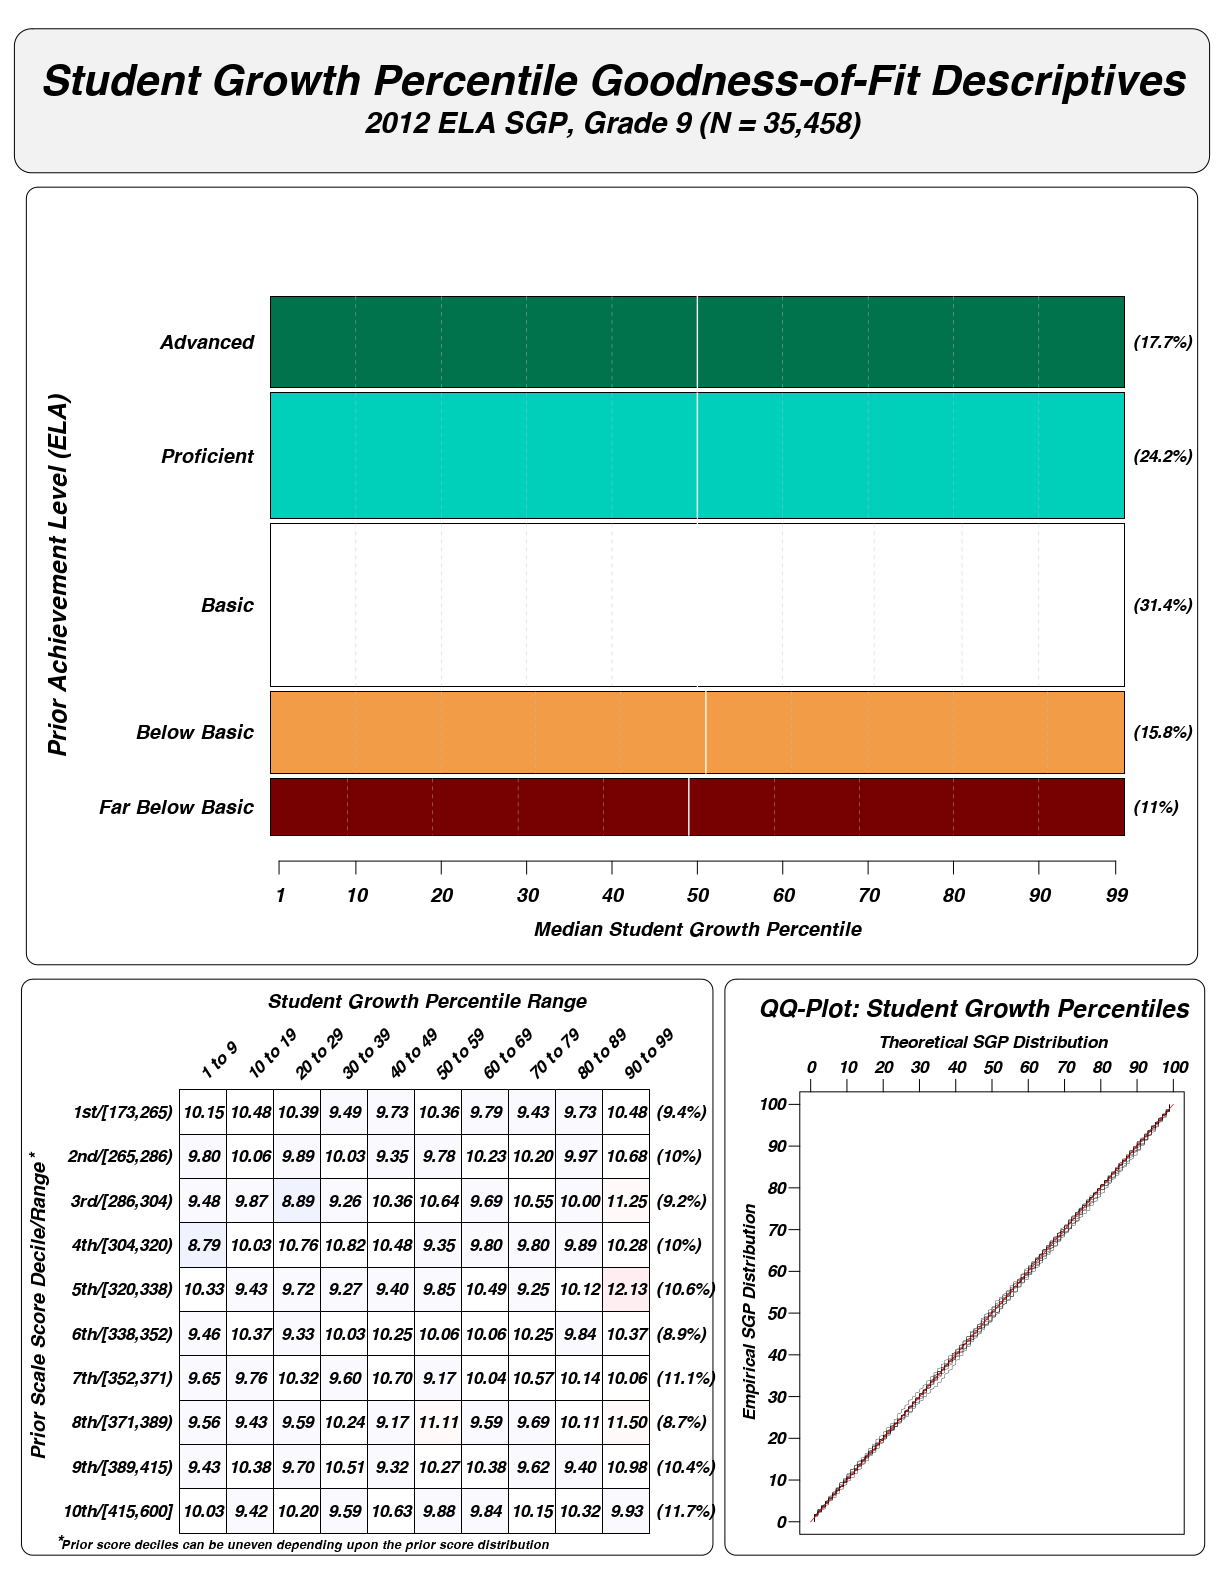 Student Growth Percentile Goodness-of-Fit Descriptives
2012 ELA SGP, Grade 9 (N = 35,458)
Prior Achievement Level (ELA)
Advanced (17.7%)
Proficient (24.2%)
Basic (31.4%)
Below Basic (15.8%)
Far Below Basic (11%)
1 10 20 30 40 50 60 70 80 90 99
Median Student Growth Percentile
Student Growth Percentile Range
1 to 9 10 to 19 20 to 29 30 to 39 40 to 49 50 to 59 60 to 69 70 to 79 80 to 89 90 to 99
Prior Scale Score Decile/Range*
1st/[173,265) 10.15 10.48 10.39 9.49 9.73 10.36 9.79 9.43 9.73 10.48 (9.4%)
2nd/[265,286) 9.80 10.06 9.89 10.03 9.35 9.78 10.23 10.20 9.97 10.68 (10%)
3rd/[286,304) 9.48 9.87 8.89 9.26 10.36 10.64 9.69 10.55 10.00 11.25 (9.2%)
4th/[304,320) 8.79 10.03 10.76 10.82 10.48 9.35 9.80 9.80 9.89 10.28 (10%)
5th/[320,338) 10.33 9.43 9.72 9.27 9.40 9.85 10.49 9.25 10.12 12.13 (10.6%)
6th/[338,352) 9.46 10.37 9.33 10.03 10.25 10.06 10.06 10.25 9.84 10.37 (8.9%)
7th/[352,371) 9.65 9.76 10.32 9.60 10.70 9.17 10.04 10.57 10.14 10.06 (11.1%)
8th/[371,389) 9.56 9.43 9.59 10.24 9.17 11.11 9.59 9.69 10.11 11.50 (8.7%)
9th/[389,415) 9.43 10.38 9.70 10.51 9.32 10.27 10.38 9.62 9.40 10.98 (10.4%)
10th/[415,600] 10.03 9.42 10.20 9.59 10.63 9.88 9.84 10.15 10.32 9.93 (11.7%)
*Prior score deciles can be uneven depending upon the prior score distribution
QQ-Plot: Student Growth Percentiles
Theoretical SGP Distribution
0 10 20 30 40 50 60 70 80 90 100
Empirical SGP Distribution
100
90
80
70
60
50
40
30
20
10
0